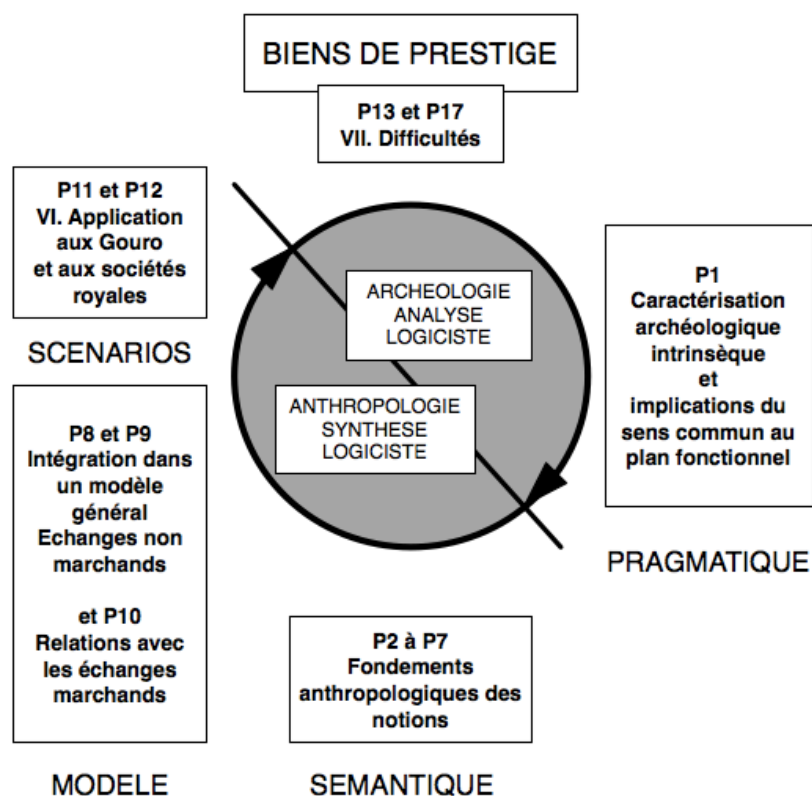 BIENS DE PRESTIGE
P13 et P17
VII. Difficultés
P11 et P12
VI. Application
aux Gouro
et aux sociétés
royales
SCENARIOS
ARCHEOLOGIE
ANALYSE
LOGICISTE
ANTHROPOLOGIE
SYNTHESE
LOGICISTE
P1
Caractérisation
archéologique
intrinsèque
et
implications du
sens commun au
plan fonctionnel
PRAGMATIQUE
P8 et P9
Intégration dans
un modèle
général
Echanges non
marchands
et P10
Relations avec
les échanges
marchands
MODELE
P2 à P7
Fondements
anthropologiques des
notions
SEMANTIQUE